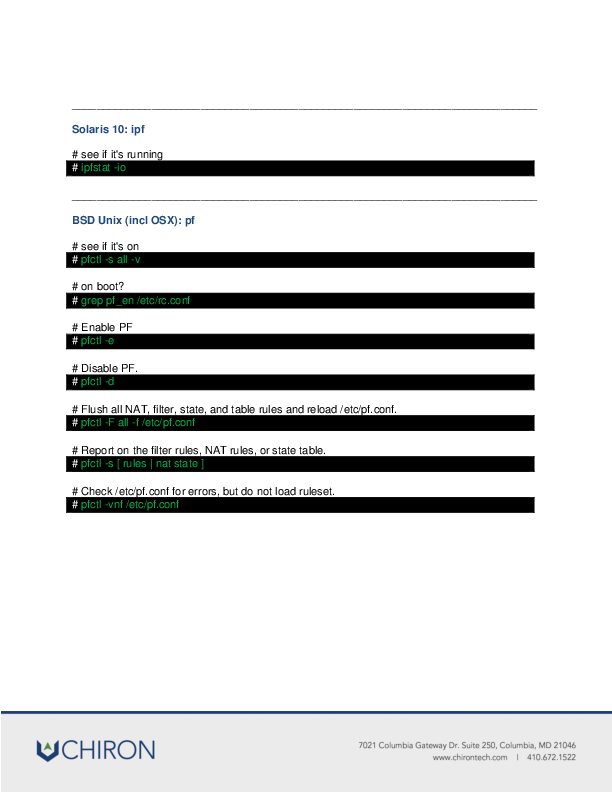 Solaris 10: ipf
# see if it's running
# ipfstat -io
BSD Unix (incl OSX): pf
# see if it's on
# pfctl -s all -v
# on boot?
# grep pf_en /etc/rc.conf
# Enable PF
# pfctl -e
# Disable PF.
# pfctl -d
# Flush all NAT, filter, state, and table rules and reload /etc/pf.conf.
# pfctl -F all -f /etc/pf.conf
# Report on the filter rules, NAT rules, or state table.
# pfctl -s [ rules | nat state ]
# Check /etc/pf.conf for errors, but do not load ruleset.
# pfctl -vnf /etc/pf.conf
CHIRON
7021 Columbia Gateway Dr. Suite 250, Columbia, MD 21046
www.chirontech.com | 410.672.1522